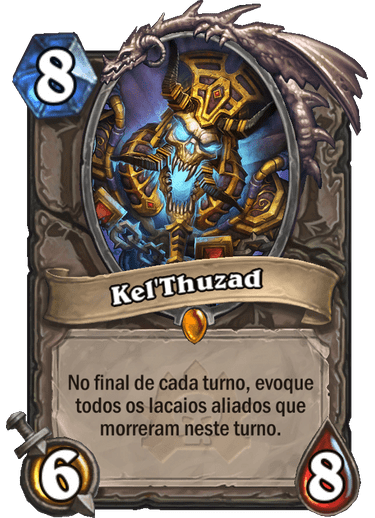 8
Kel'Thuzad
No final de cada turno, evoque
todos os lacaios aliados que
morreram neste turno.
6
8